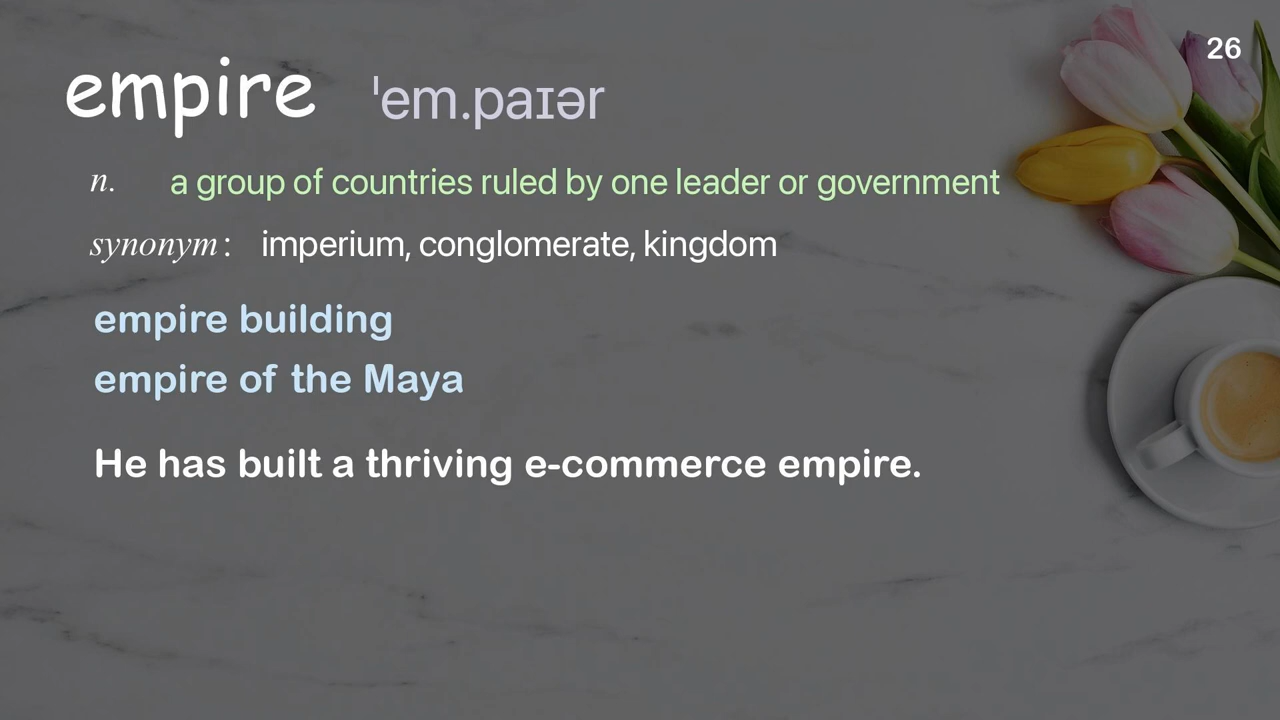 26
empire ˈem.paɪər
n. a group of countries ruled by one leader or government
synonym: imperium, conglomerate, kingdom
empire building
empire of the Maya
He has built a thriving e-commerce empire.